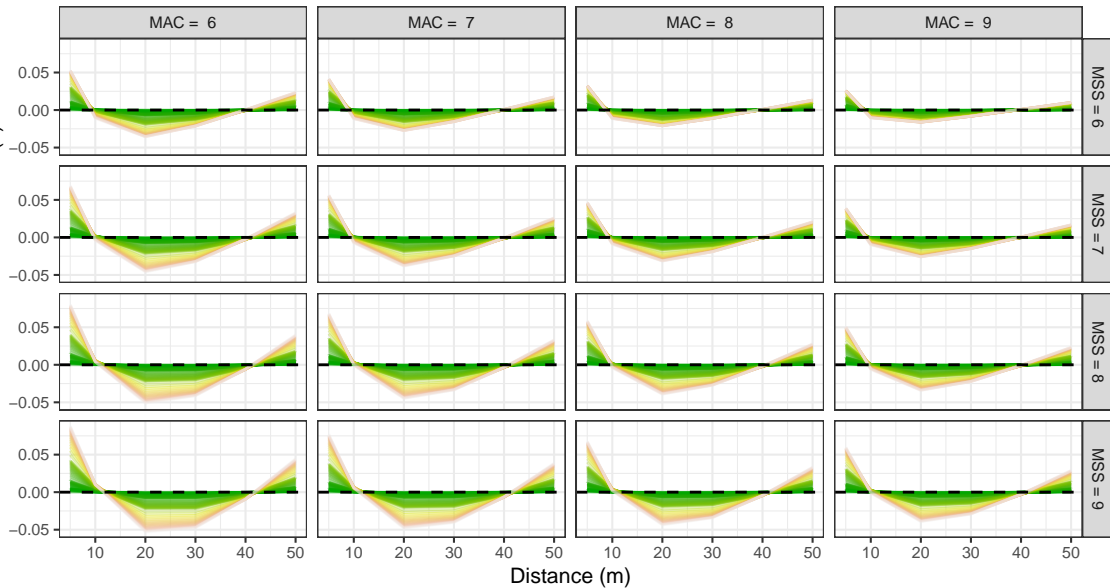 MAC = 6 MAC = 7 MAC = 8 MAC = 9
0.05
0.00
−0.05
MSS = 6
0.05
0.00
−0.05
MSS = 7
0.05
0.00
−0.05
MSS = 8
0.05
0.00
−0.05
MSS = 9
10 20 30 40 50 10 20 30 40 50 10 20 30 40 50 10 20 30 40 50
Distance (m)